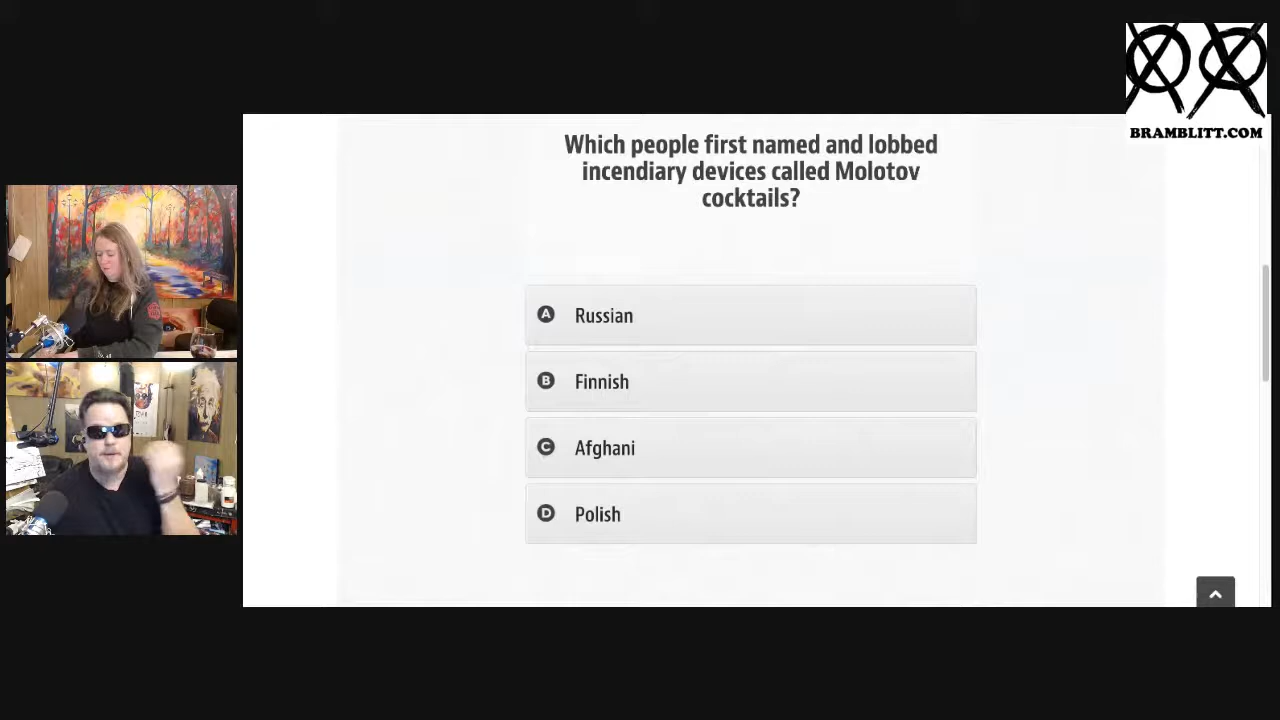 BRAMBLITT.COM
Which people first named and lobbed
incendiary devices called Molotov
cocktails?
A Russian
B Finnish
C Afghani
D Polish